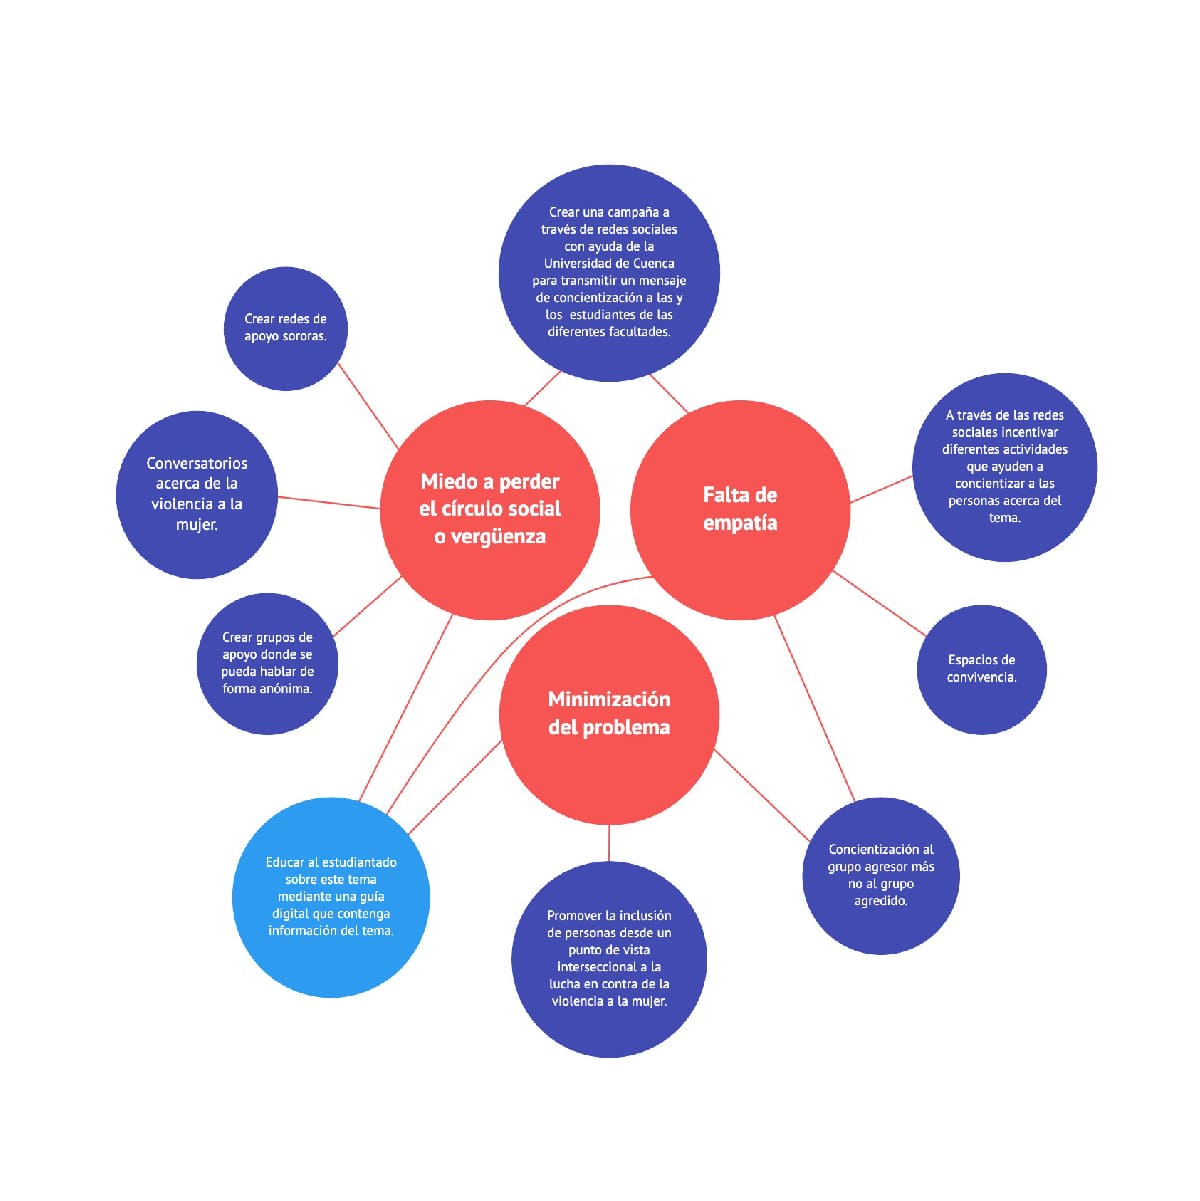 Crear una campaña a
través de redes sociales
con ayuda de la
Universidad de Cuenca
para transmitir un mensaje
de concientización a las y
los estudiantes de las
diferentes facultades.
Crear redes de
apoyo sororas.
A través de las redes
sociales incentivar
diferentes actividades
que ayuden a
concientizar a las
personas acerca del
tema.
Conversatorios
acerca de la
violencia a la
mujer.
Miedo a perder
el círculo social
o vergüenza
Falta de
empatía
Crear grupos de
apoyo donde se
pueda hablar de
forma anónima.
Espacios de
convivencia.
Minimización
del problema
Educar al estudiantado
sobre este tema
mediante una guía
digital que contenga
información del tema.
Concientización al
grupo agresor más
no al grupo
agredido.
Promover la inclusión
de personas desde un
punto de vista
interseccional a la
lucha en contra de la
violencia a la mujer.